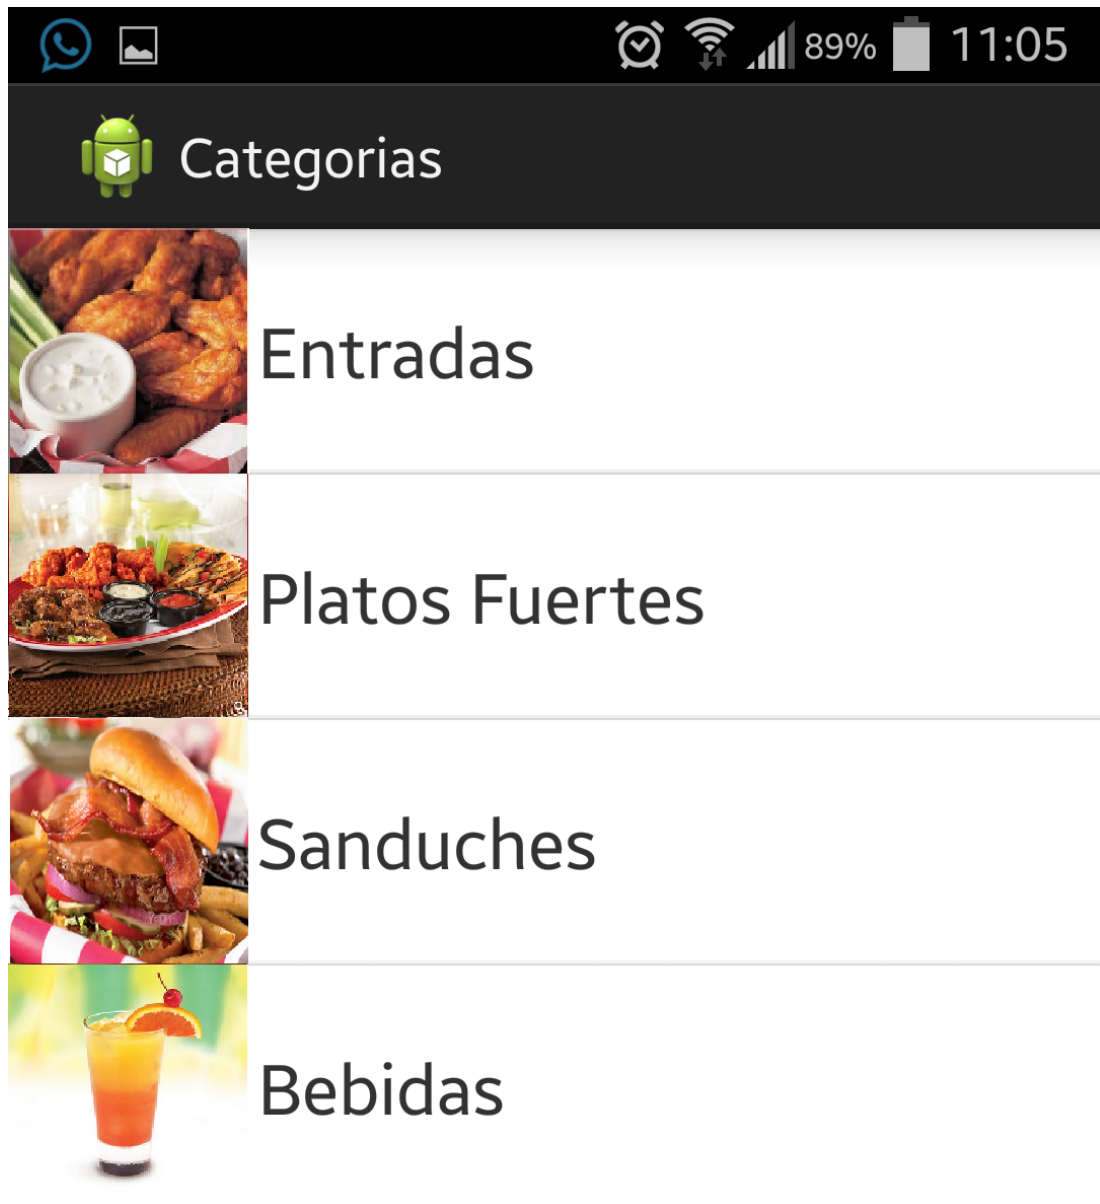 89% 11:05
Categorias
Entradas
Platos Fuertes
Sanduches
Bebidas